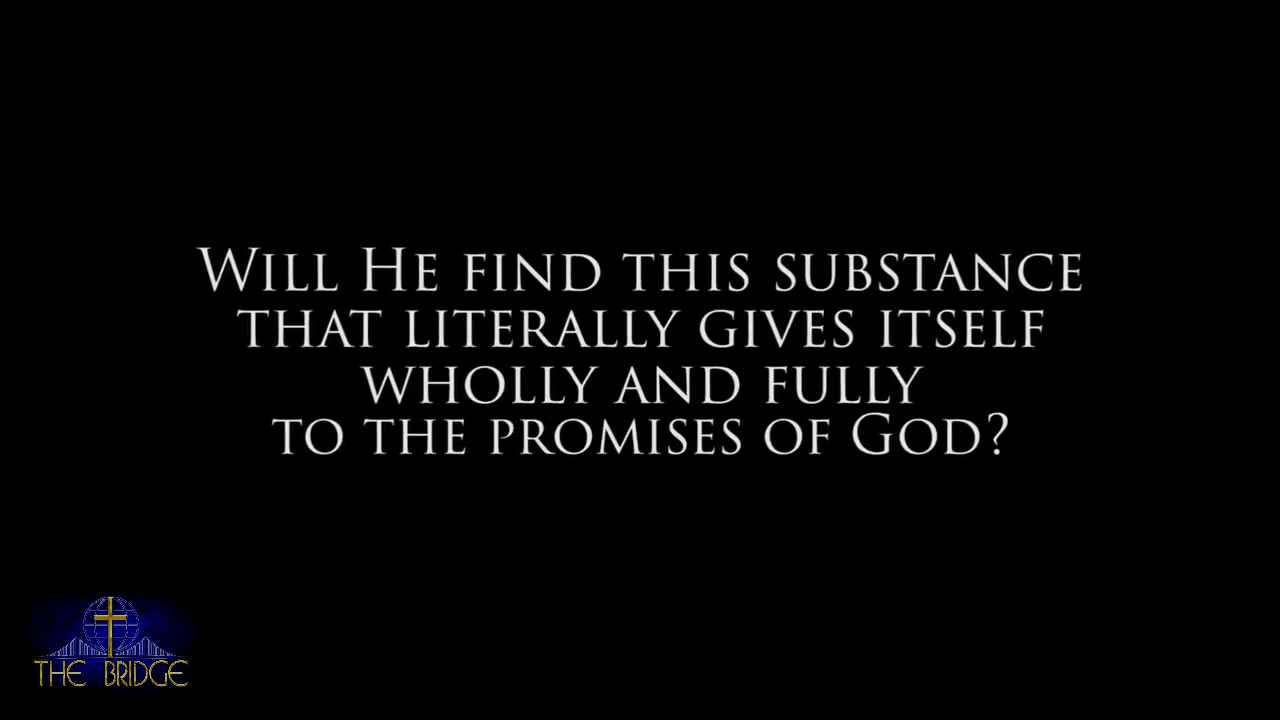 Will He find this substance
that literally gives itself
wholly and fully
to the promises of God?
THE BRIDGE